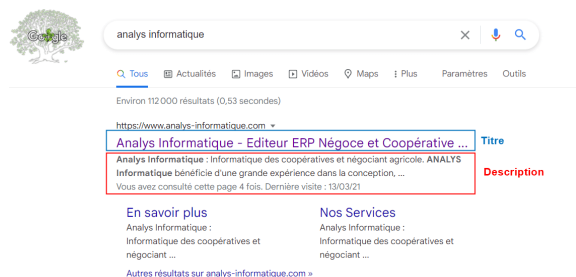 Google
analys informatique
Tous Actualités Images Vidéos Maps Plus Paramètres Outils
Environ 112 000 résultats (0,53 secondes)
https://www.analys-informatique.com
Analys Informatique - Editeur ERP Négoce et Coopérative ... Titre
Analys Informatique : Informatique des coopératives et négociant agricole. ANALYS
Informatique bénéficie d'une grande expérience dans la conception, ... Description
Vous avez consulté cette page 4 fois. Dernière visite : 13/03/21
En savoir plus Nos Services
Analys Informatique : Analys Informatique :
Informatique des coopératives et Informatique des coopératives et
négociant ... négociant ...
Autres résultats sur analys-informatique.com »